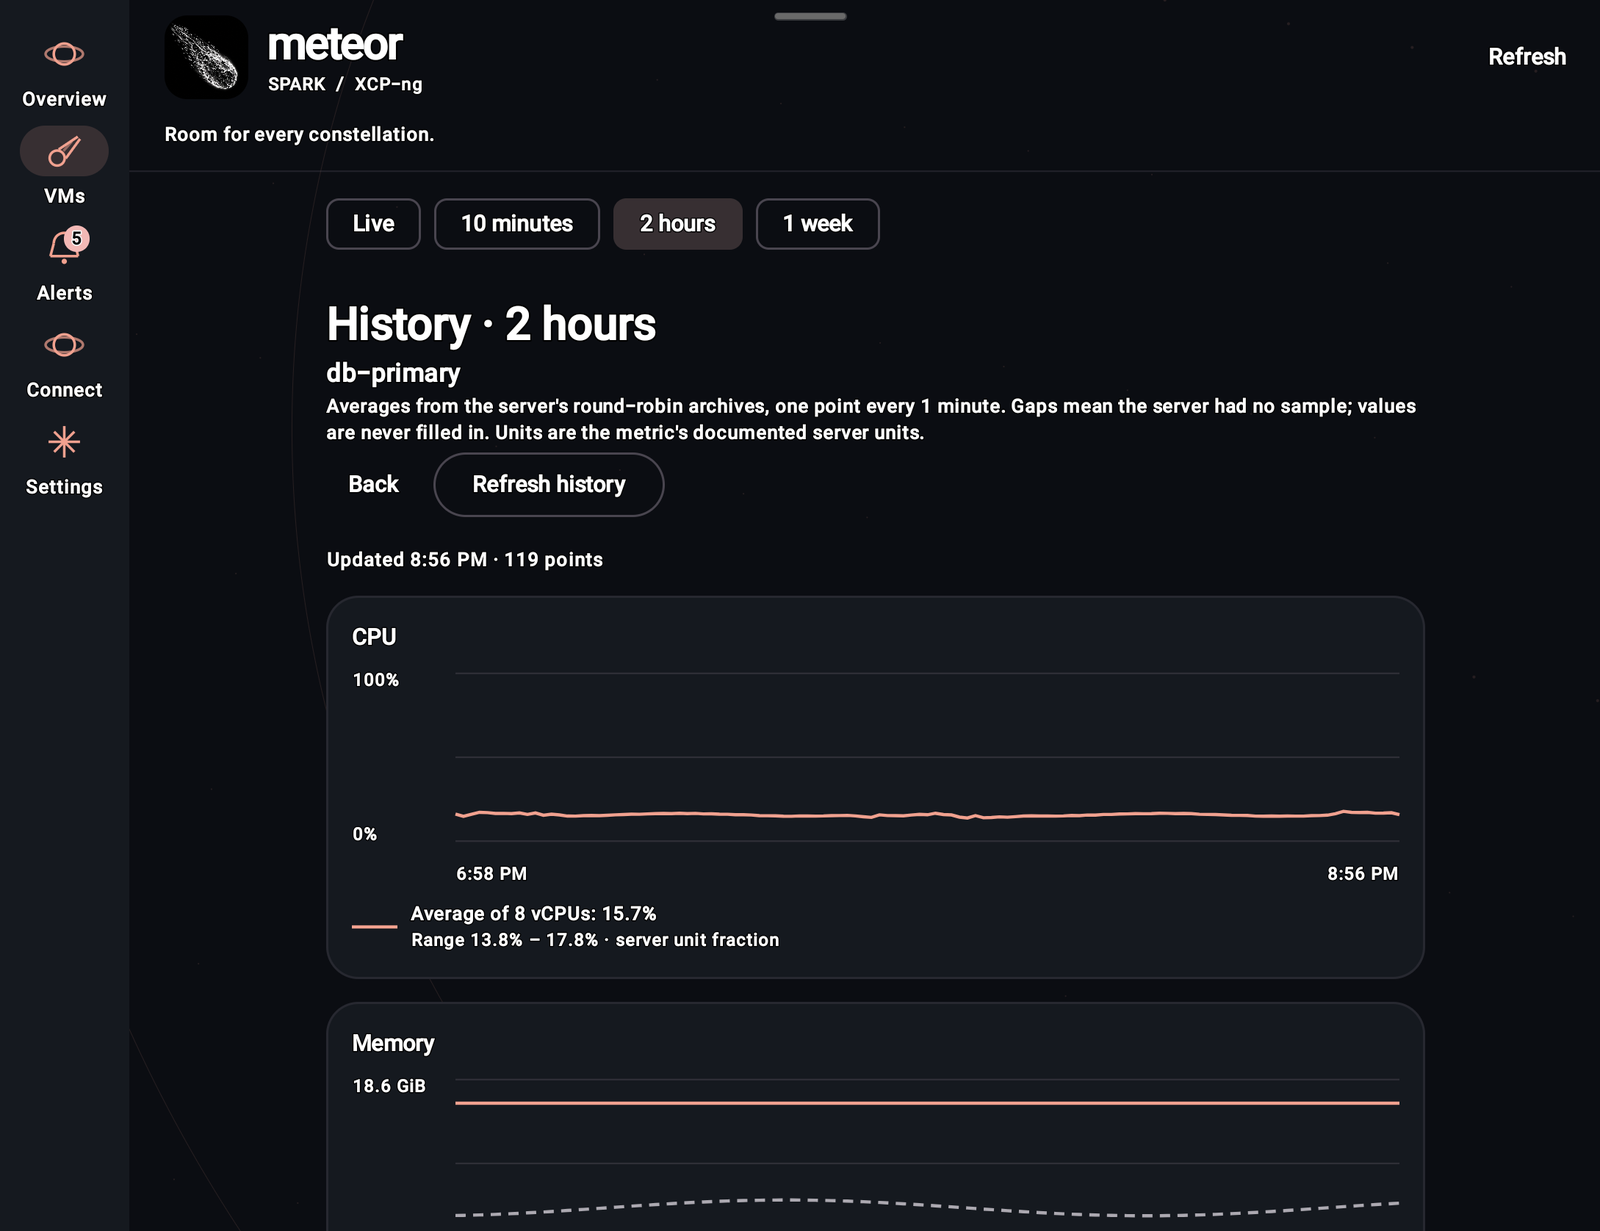 meteor
SPARK / XCP-ng
Refresh
Room for every constellation.
Overview
VMs
5
Alerts
Connect
Settings
Live
10 minutes
2 hours
1 week
History · 2 hours
db-primary
Averages from the server's round-robin archives, one point every 1 minute. Gaps mean the server had no sample; values
are never filled in. Units are the metric's documented server units.
Back
Refresh history
Updated 8:56 PM · 119 points
CPU
100%
0%
6:58 PM
8:56 PM
Average of 8 vCPUs: 15.7%
Range 13.8% – 17.8% · server unit fraction
Memory
18.6 GiB